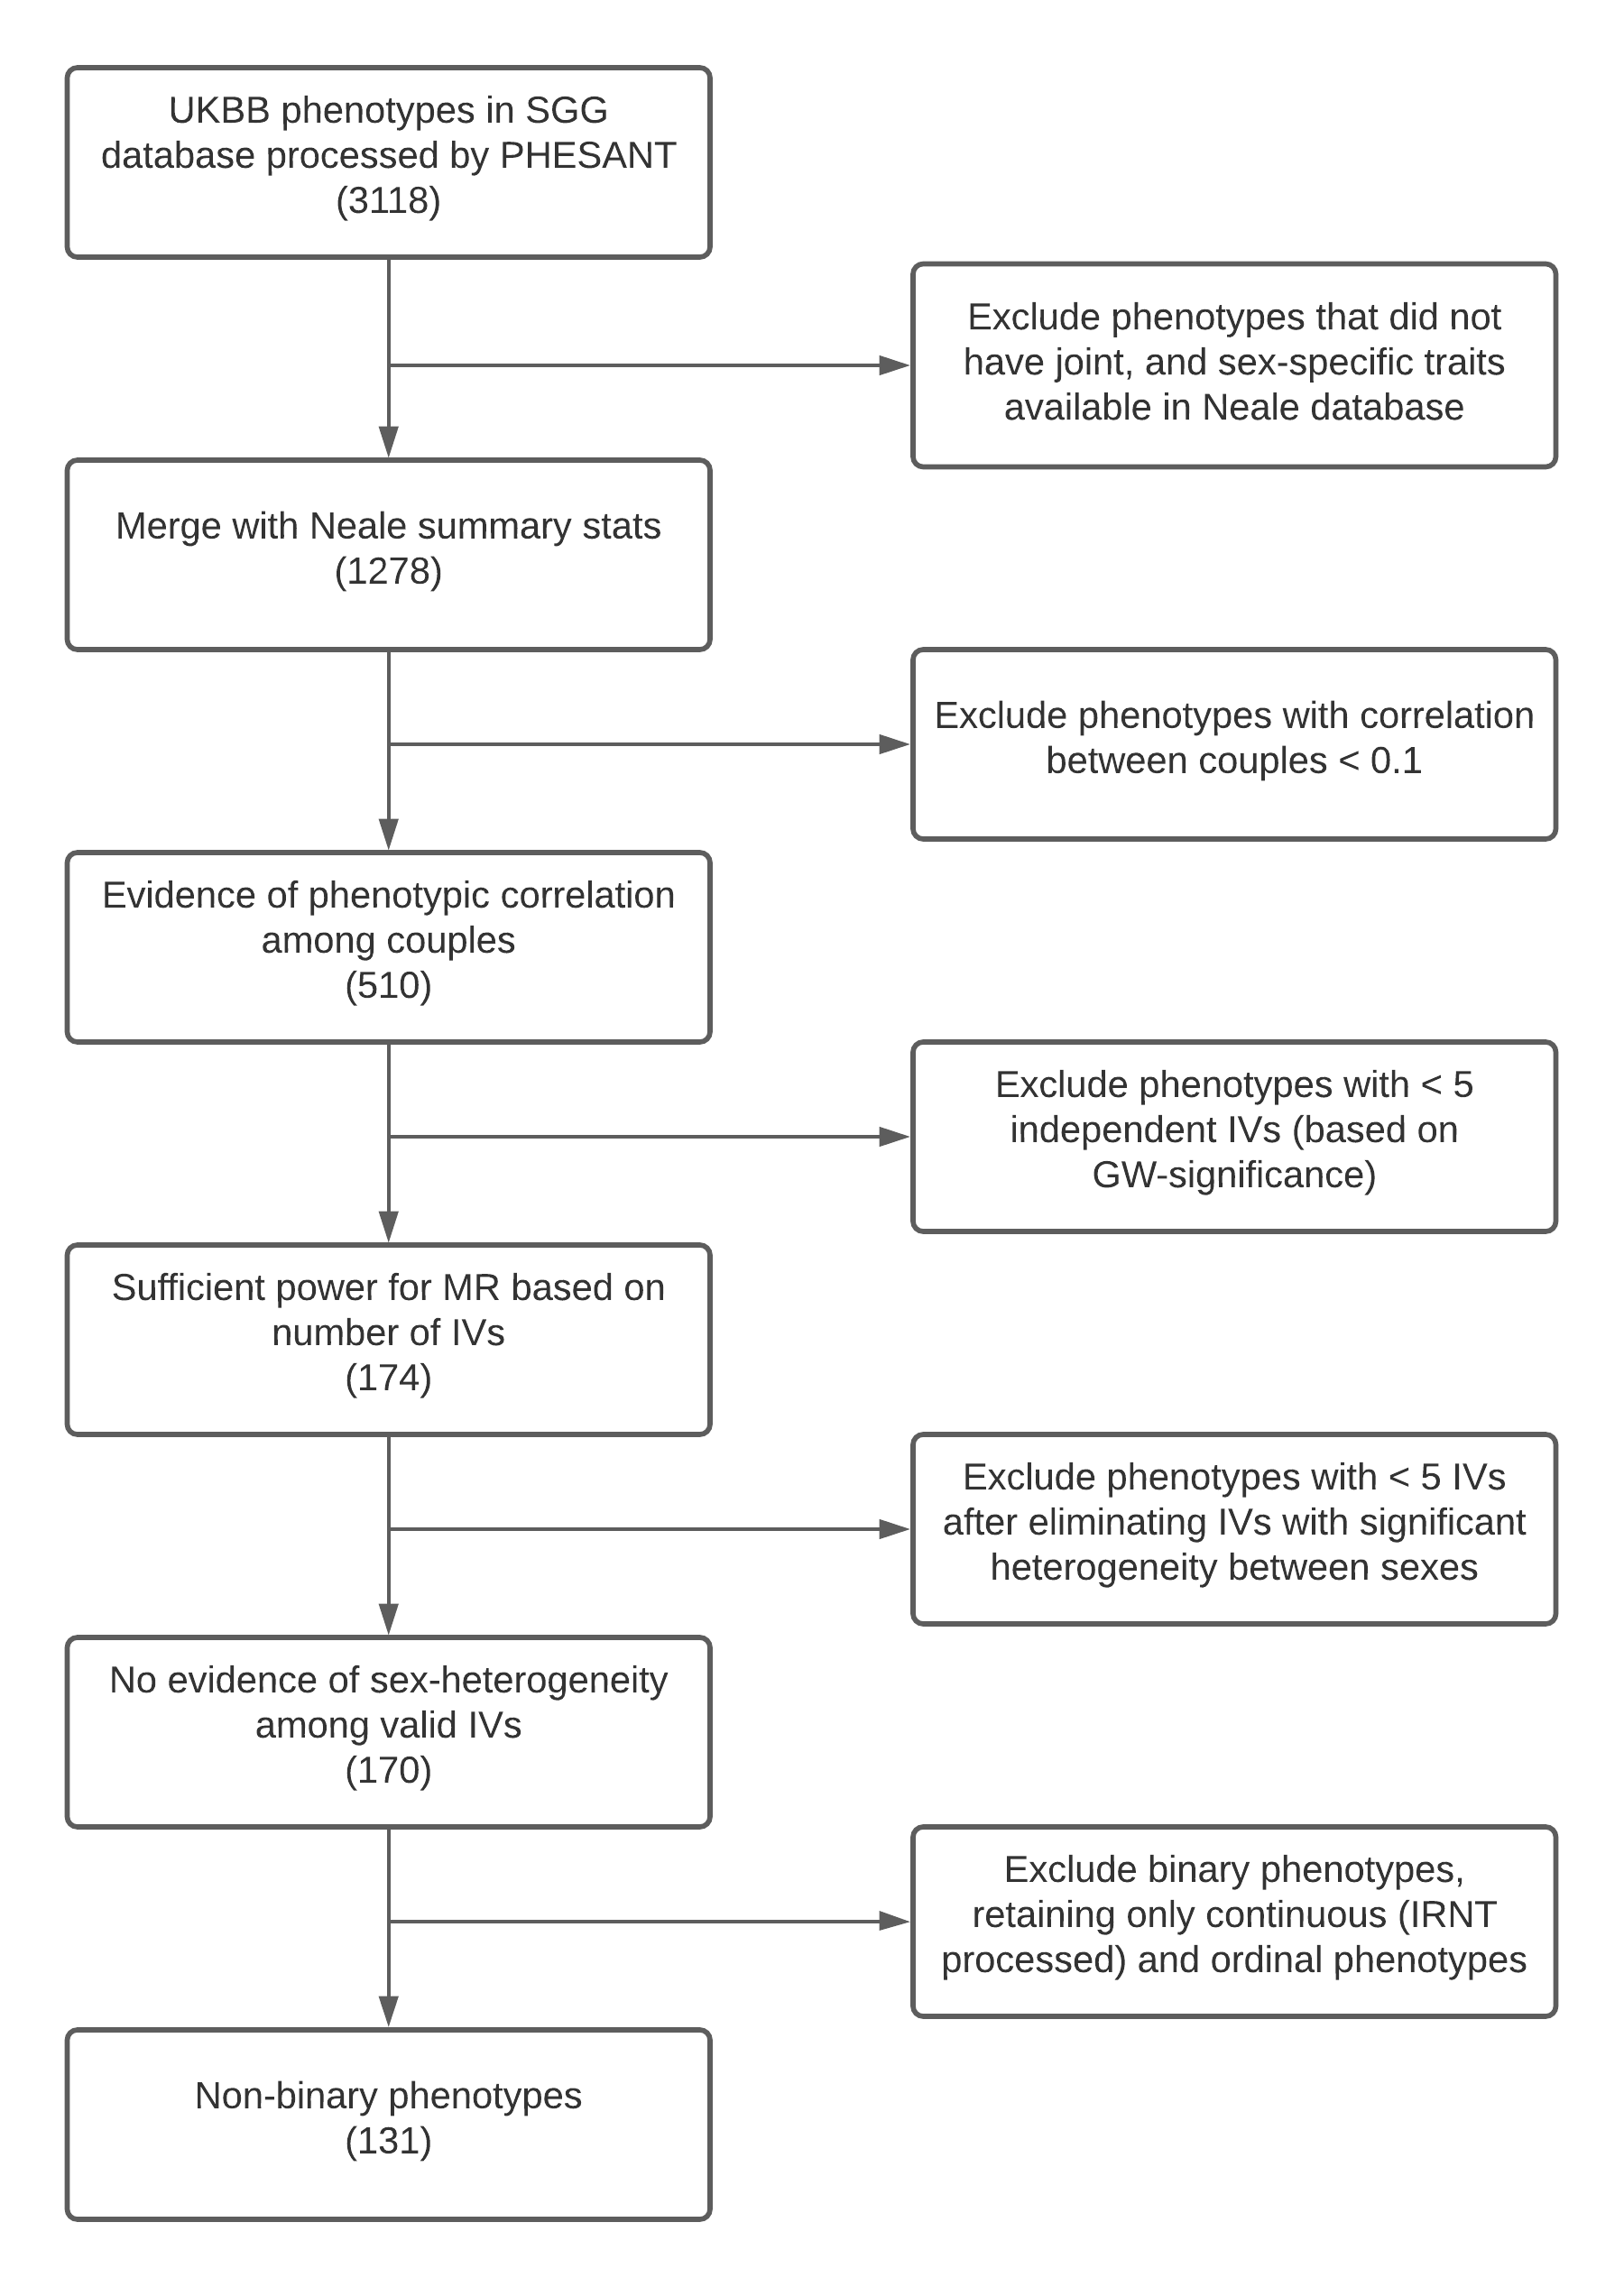 UKBB phenotypes in SGG
database processed by PHESANT
(3118)
Exclude phenotypes that did not
have joint, and sex-specific traits
available in Neale database
Merge with Neale summary stats
(1278)
Exclude phenotypes with correlation
between couples < 0.1
Evidence of phenotypic correlation
among couples
(510)
Exclude phenotypes with < 5
independent IVs (based on
GW-significance)
Sufficient power for MR based on
number of IVs
(174)
Exclude phenotypes with < 5 IVs
after eliminating IVs with significant
heterogeneity between sexes
No evidence of sex-heterogeneity
among valid IVs
(170)
Exclude binary phenotypes,
retaining only continuous (IRNT
processed) and ordinal phenotypes
Non-binary phenotypes
(131)